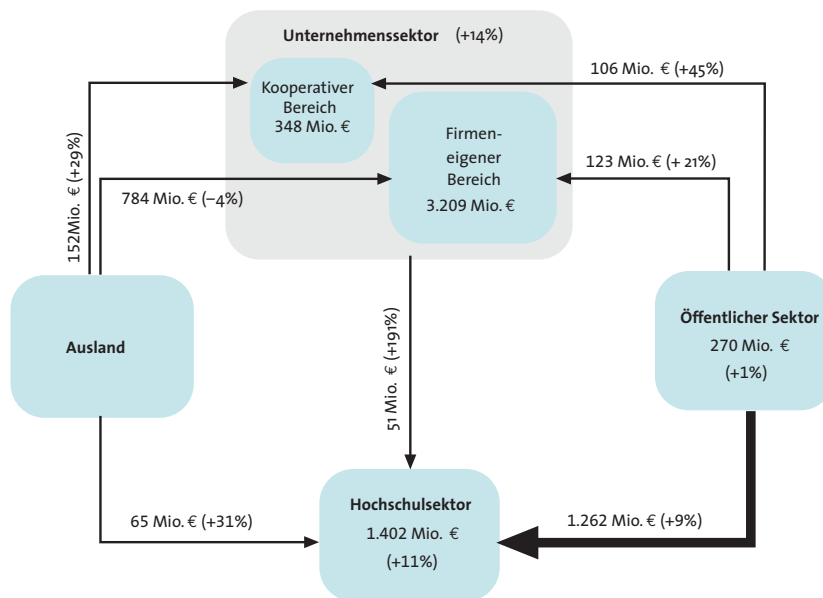 Unternehmenssektor (+14%)
106 Mio. € (+45%)
Kooperativer
Bereich
348 Mio. €
Firmen-
eigener
Bereich
3.209 Mio. €
123 Mio. € (+ 21%)
152Mio. € (+29%)
784 Mio. € (–4%)
Ausland
51 Mio. € (+191%)
Öffentlicher Sektor
270 Mio. €
(+1%)
65 Mio. € (+31%)
Hochschulsektor
1.402 Mio. €
(+11%)
1.262 Mio. € (+9%)